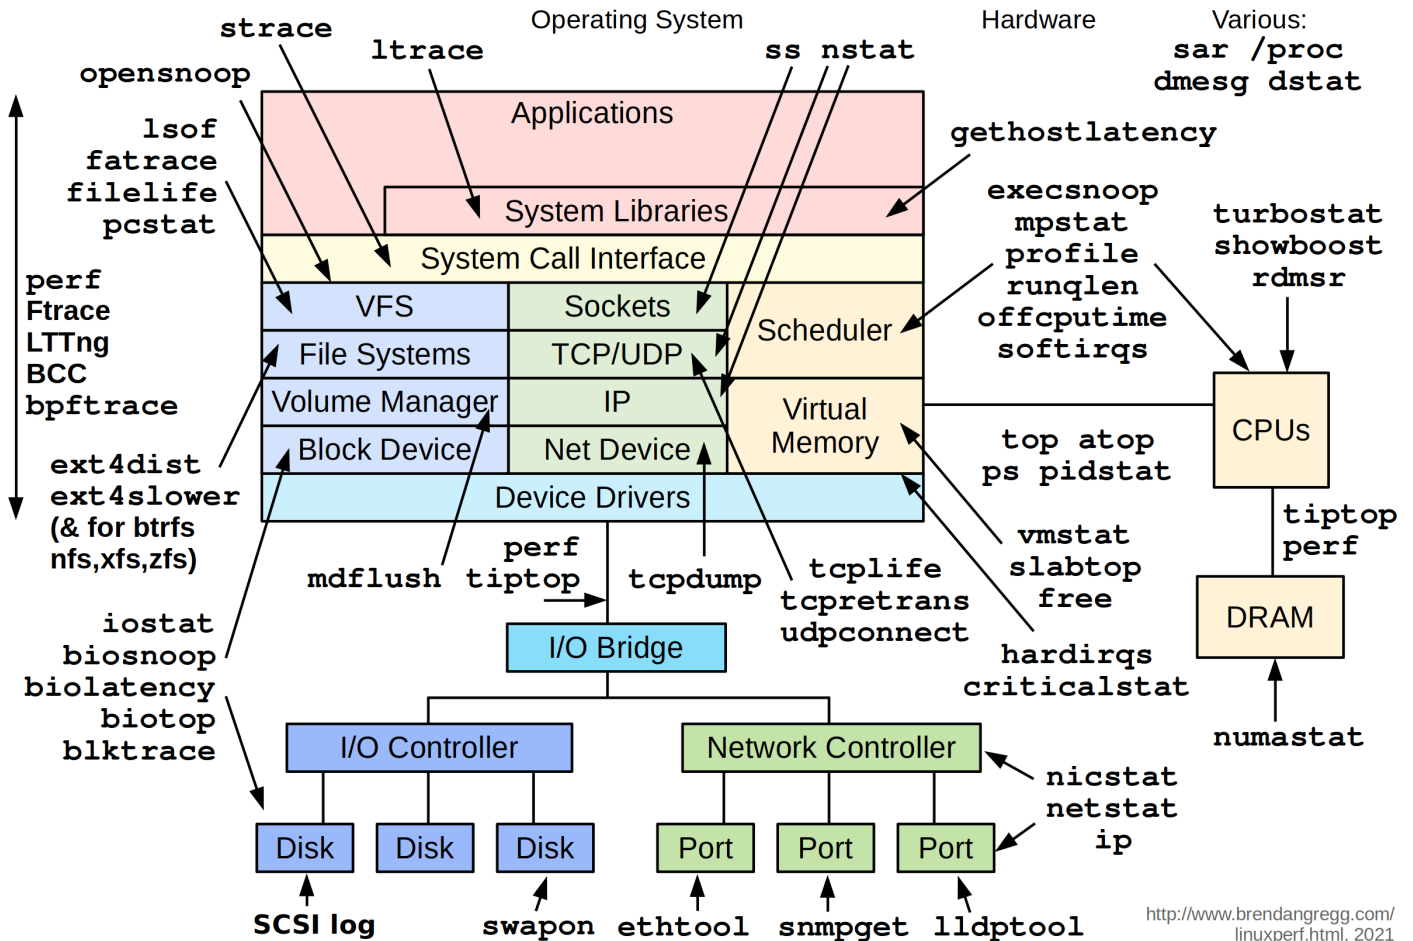 Operating System
Hardware
Various:
sar /proc
dmesg dstat
strace
ltrace
ss nstat
opensnoop
lsof
fatrace
filelife
pcstat
perf
Ftrace
LTTng
BCC
bpftrace
ext4dist
ext4slower
(& for btrfs
nfs,xfs,zfs)
iostat
biosnoop
biolatency
biotop
blktrace
Applications
System Libraries
System Call Interface
VFS
Sockets
Scheduler
File Systems
TCP/UDP
Volume Manager
IP
Virtual
Memory
Block Device
Net Device
Device Drivers
gethostlatency
execsnoop
mpstat
profile
runqlen
offcputime
softirqs
turbostat
showboost
rdmsr
CPUs
top atop
ps pidstat
tiptop
perf
DRAM
numastat
vmstat
slabtop
free
hardirqs
criticalstat
mdflush
perf
tiptop
tcpdump
tcplife
tcpretrans
udpconnect
I/O Bridge
I/O Controller
Network Controller
nicstat
netstat
ip
Disk
Disk
Disk
Port
Port
Port
SCSI log
swapon
ethtool
snmpget
lldptool
http://www.brendangregg.com/
linuxperf.html, 2021